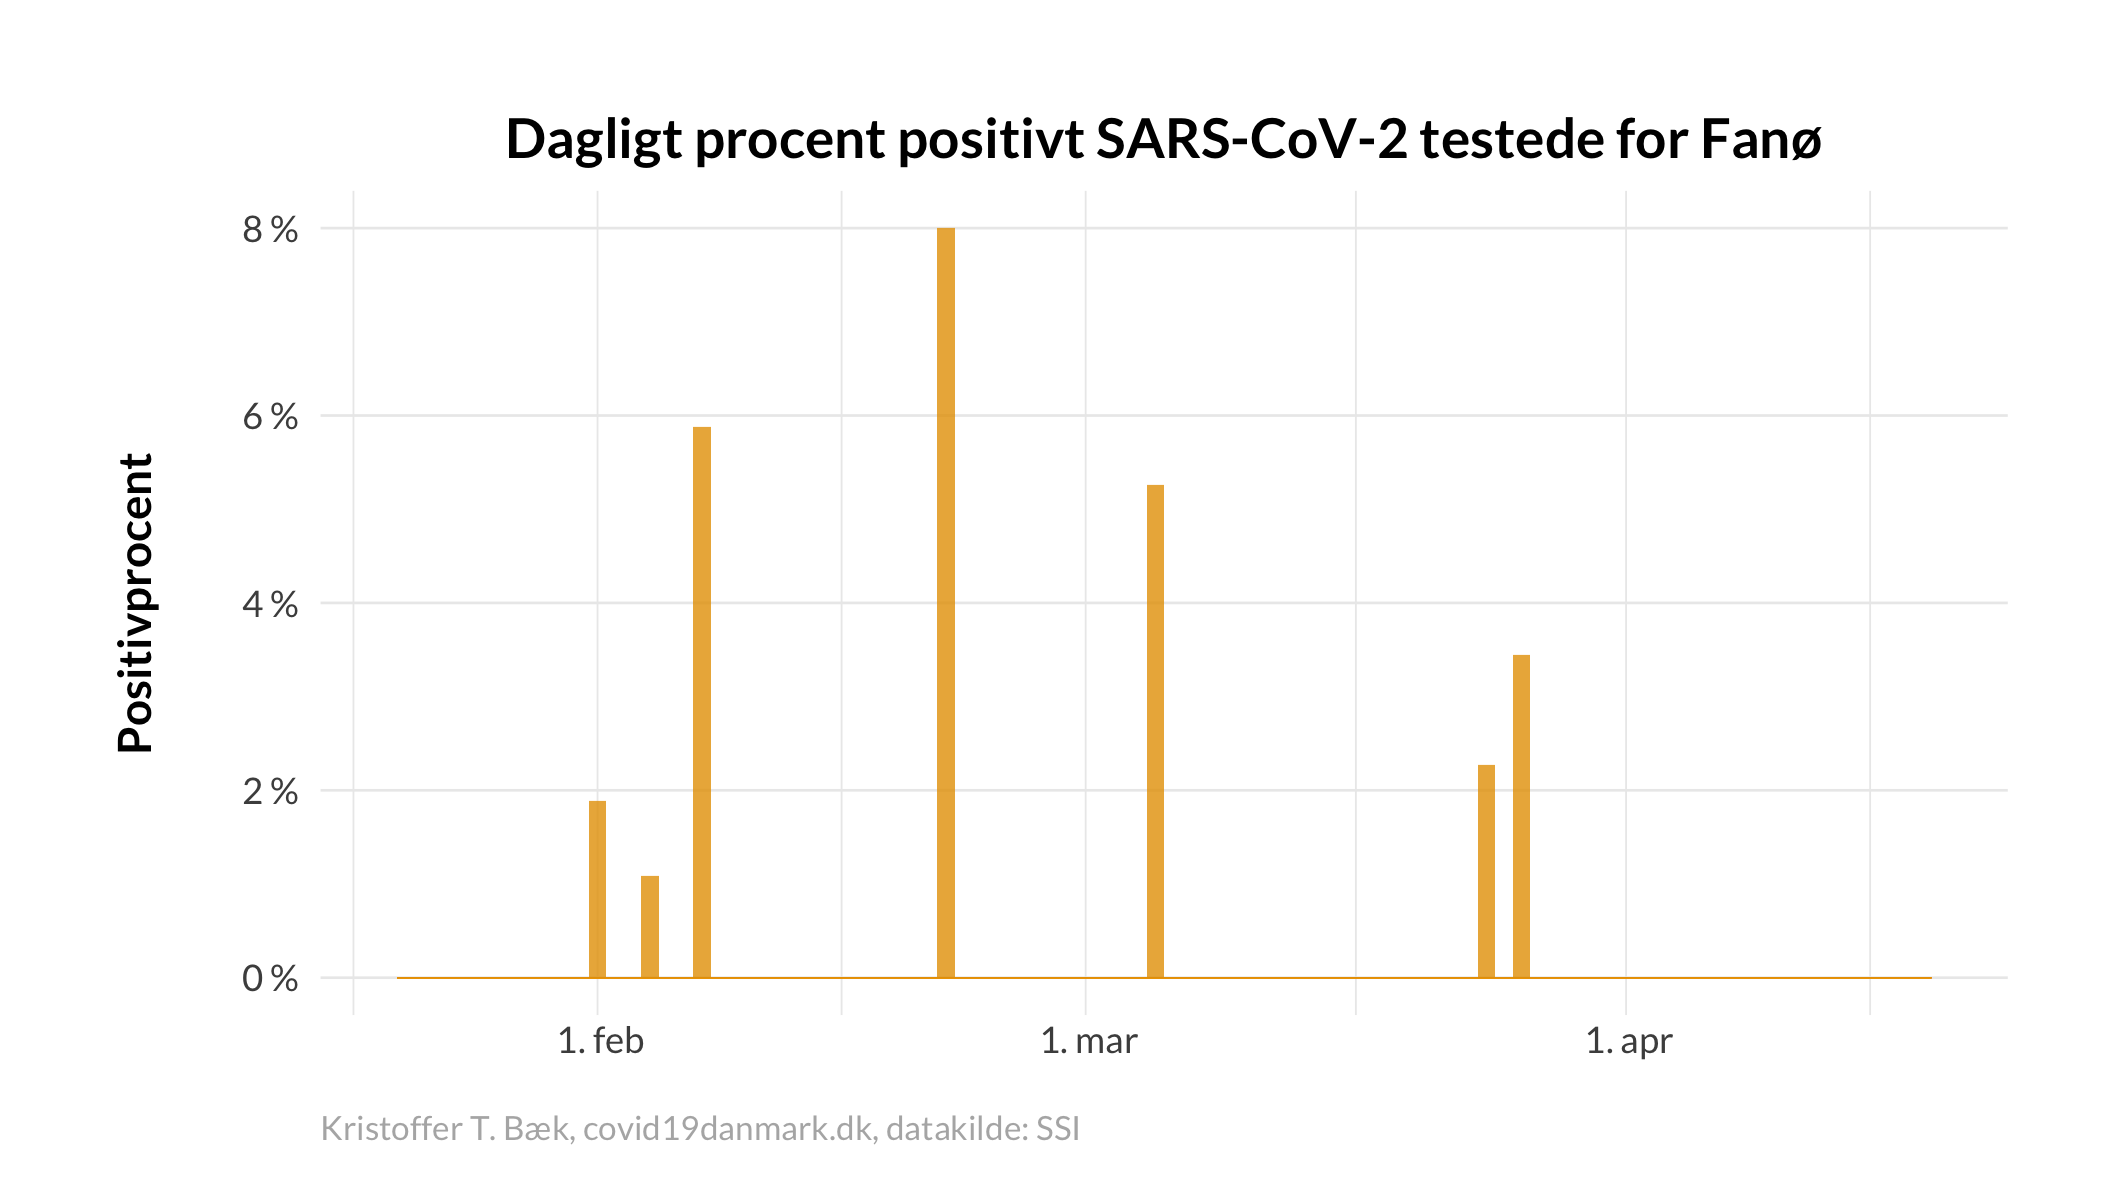 Dagligt procent positivt SARS-CoV-2 testede for Fanø
Positivprocent
8 %
6 %
4 %
2 %
0 %
1. feb
1. mar
1. apr
Kristoffer T. Bæk, covid19danmark.dk, datakilde: SSI